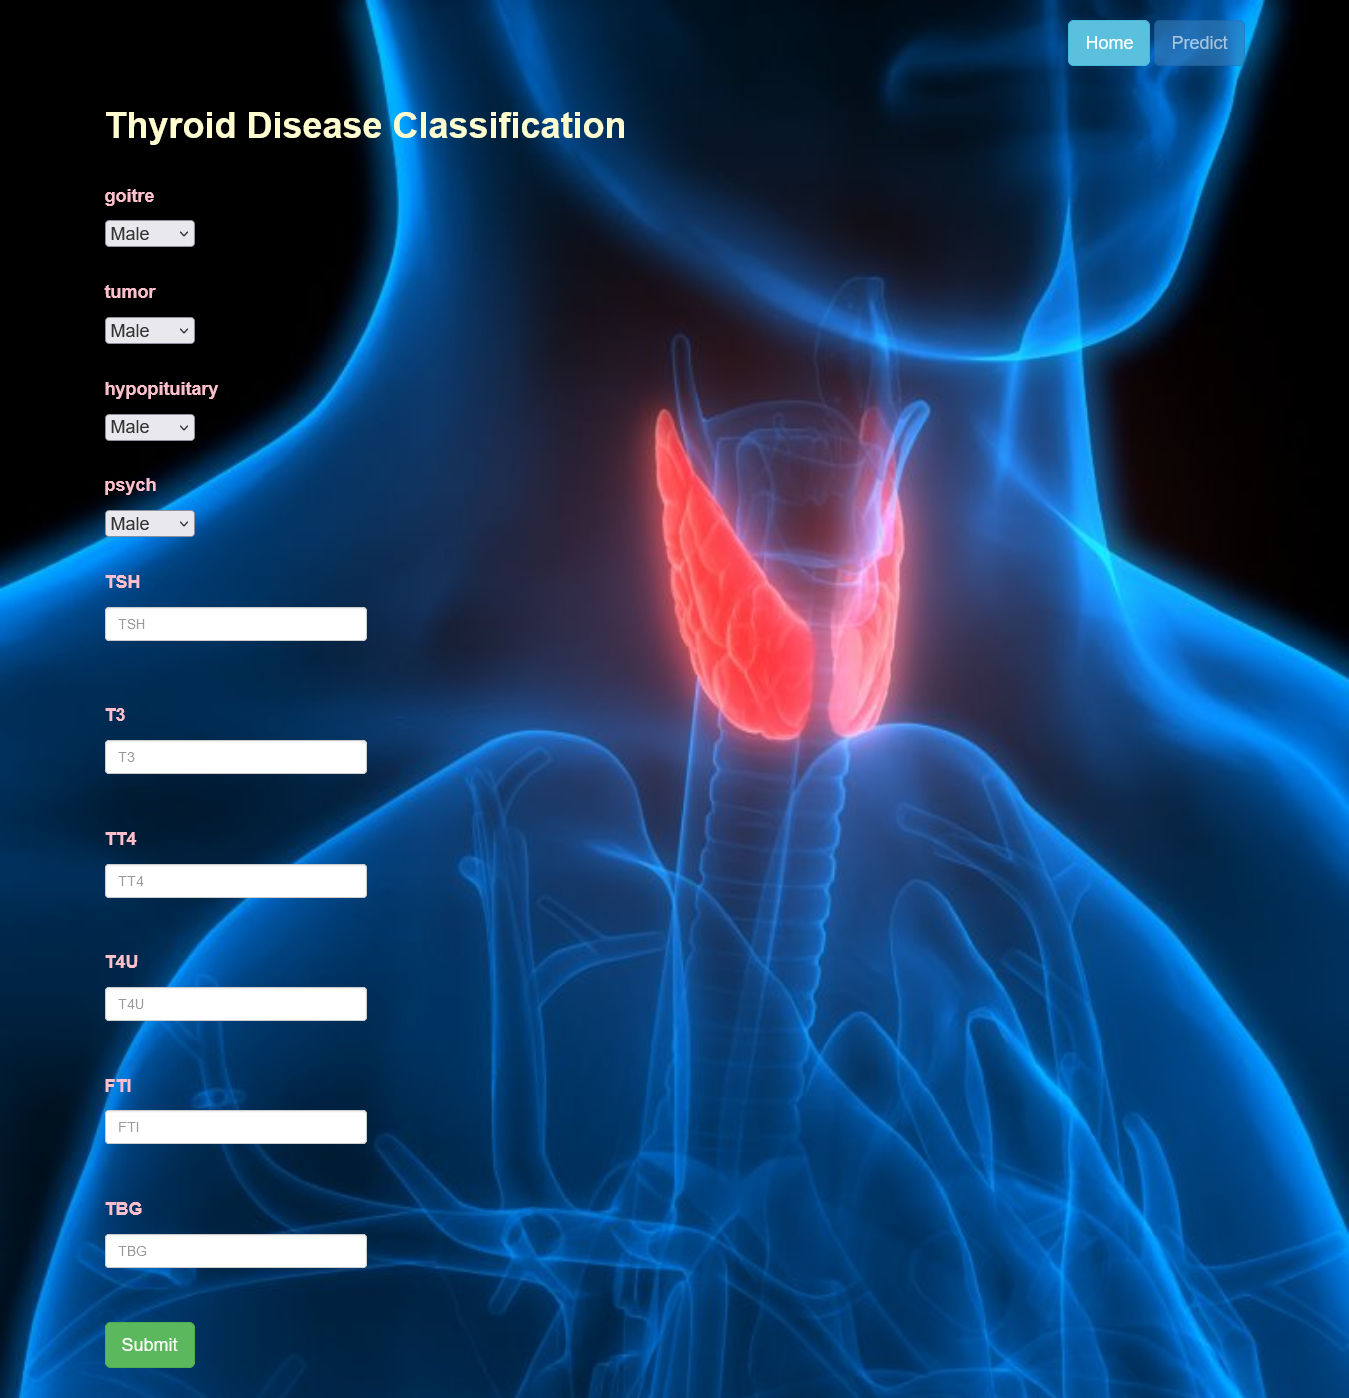 Home Predict
Thyroid Disease Classification
goitre
Male
tumor
Male
hypopituitary
Male
psych
Male
TSH
TSH
T3
T3
TT4
TT4
T4U
T4U
FTI
FTI
TBG
TBG
Submit